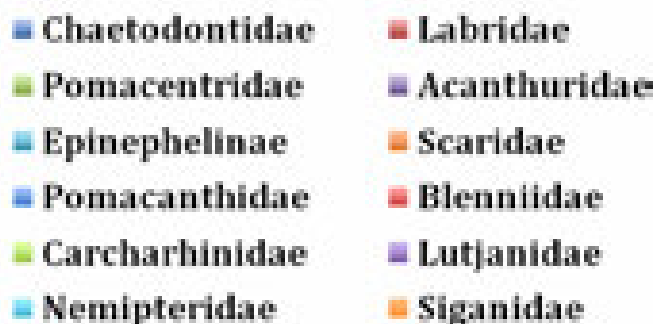 Chaetodontidae Labridae
Pomacentridae Acanthuridae
Epinephelinae Scaridae
Pomacanthidae Blenniidae
Carcharhinidae Lutjanidae
Nemipteridae Siganidae